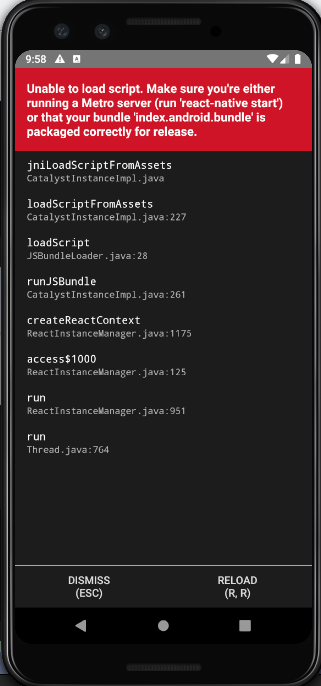 9:58
Unable to load script. Make sure you're either
running a Metro server (run 'react-native start')
or that your bundle 'index.android.bundle' is
packaged correctly for release.
jniLoadScriptFromAssets
CatalystInstanceImpl.java
loadScriptFromAssets
CatalystInstanceImpl.java:227
loadScript
JSBundleLoader.java:28
runJSBundle
CatalystInstanceImpl.java:261
createReactContext
ReactInstanceManager.java:1175
access$1000
ReactInstanceManager.java:125
run
ReactInstanceManager.java:951
run
Thread.java:764
DISMISS
(ESC)
RELOAD
(R, R)